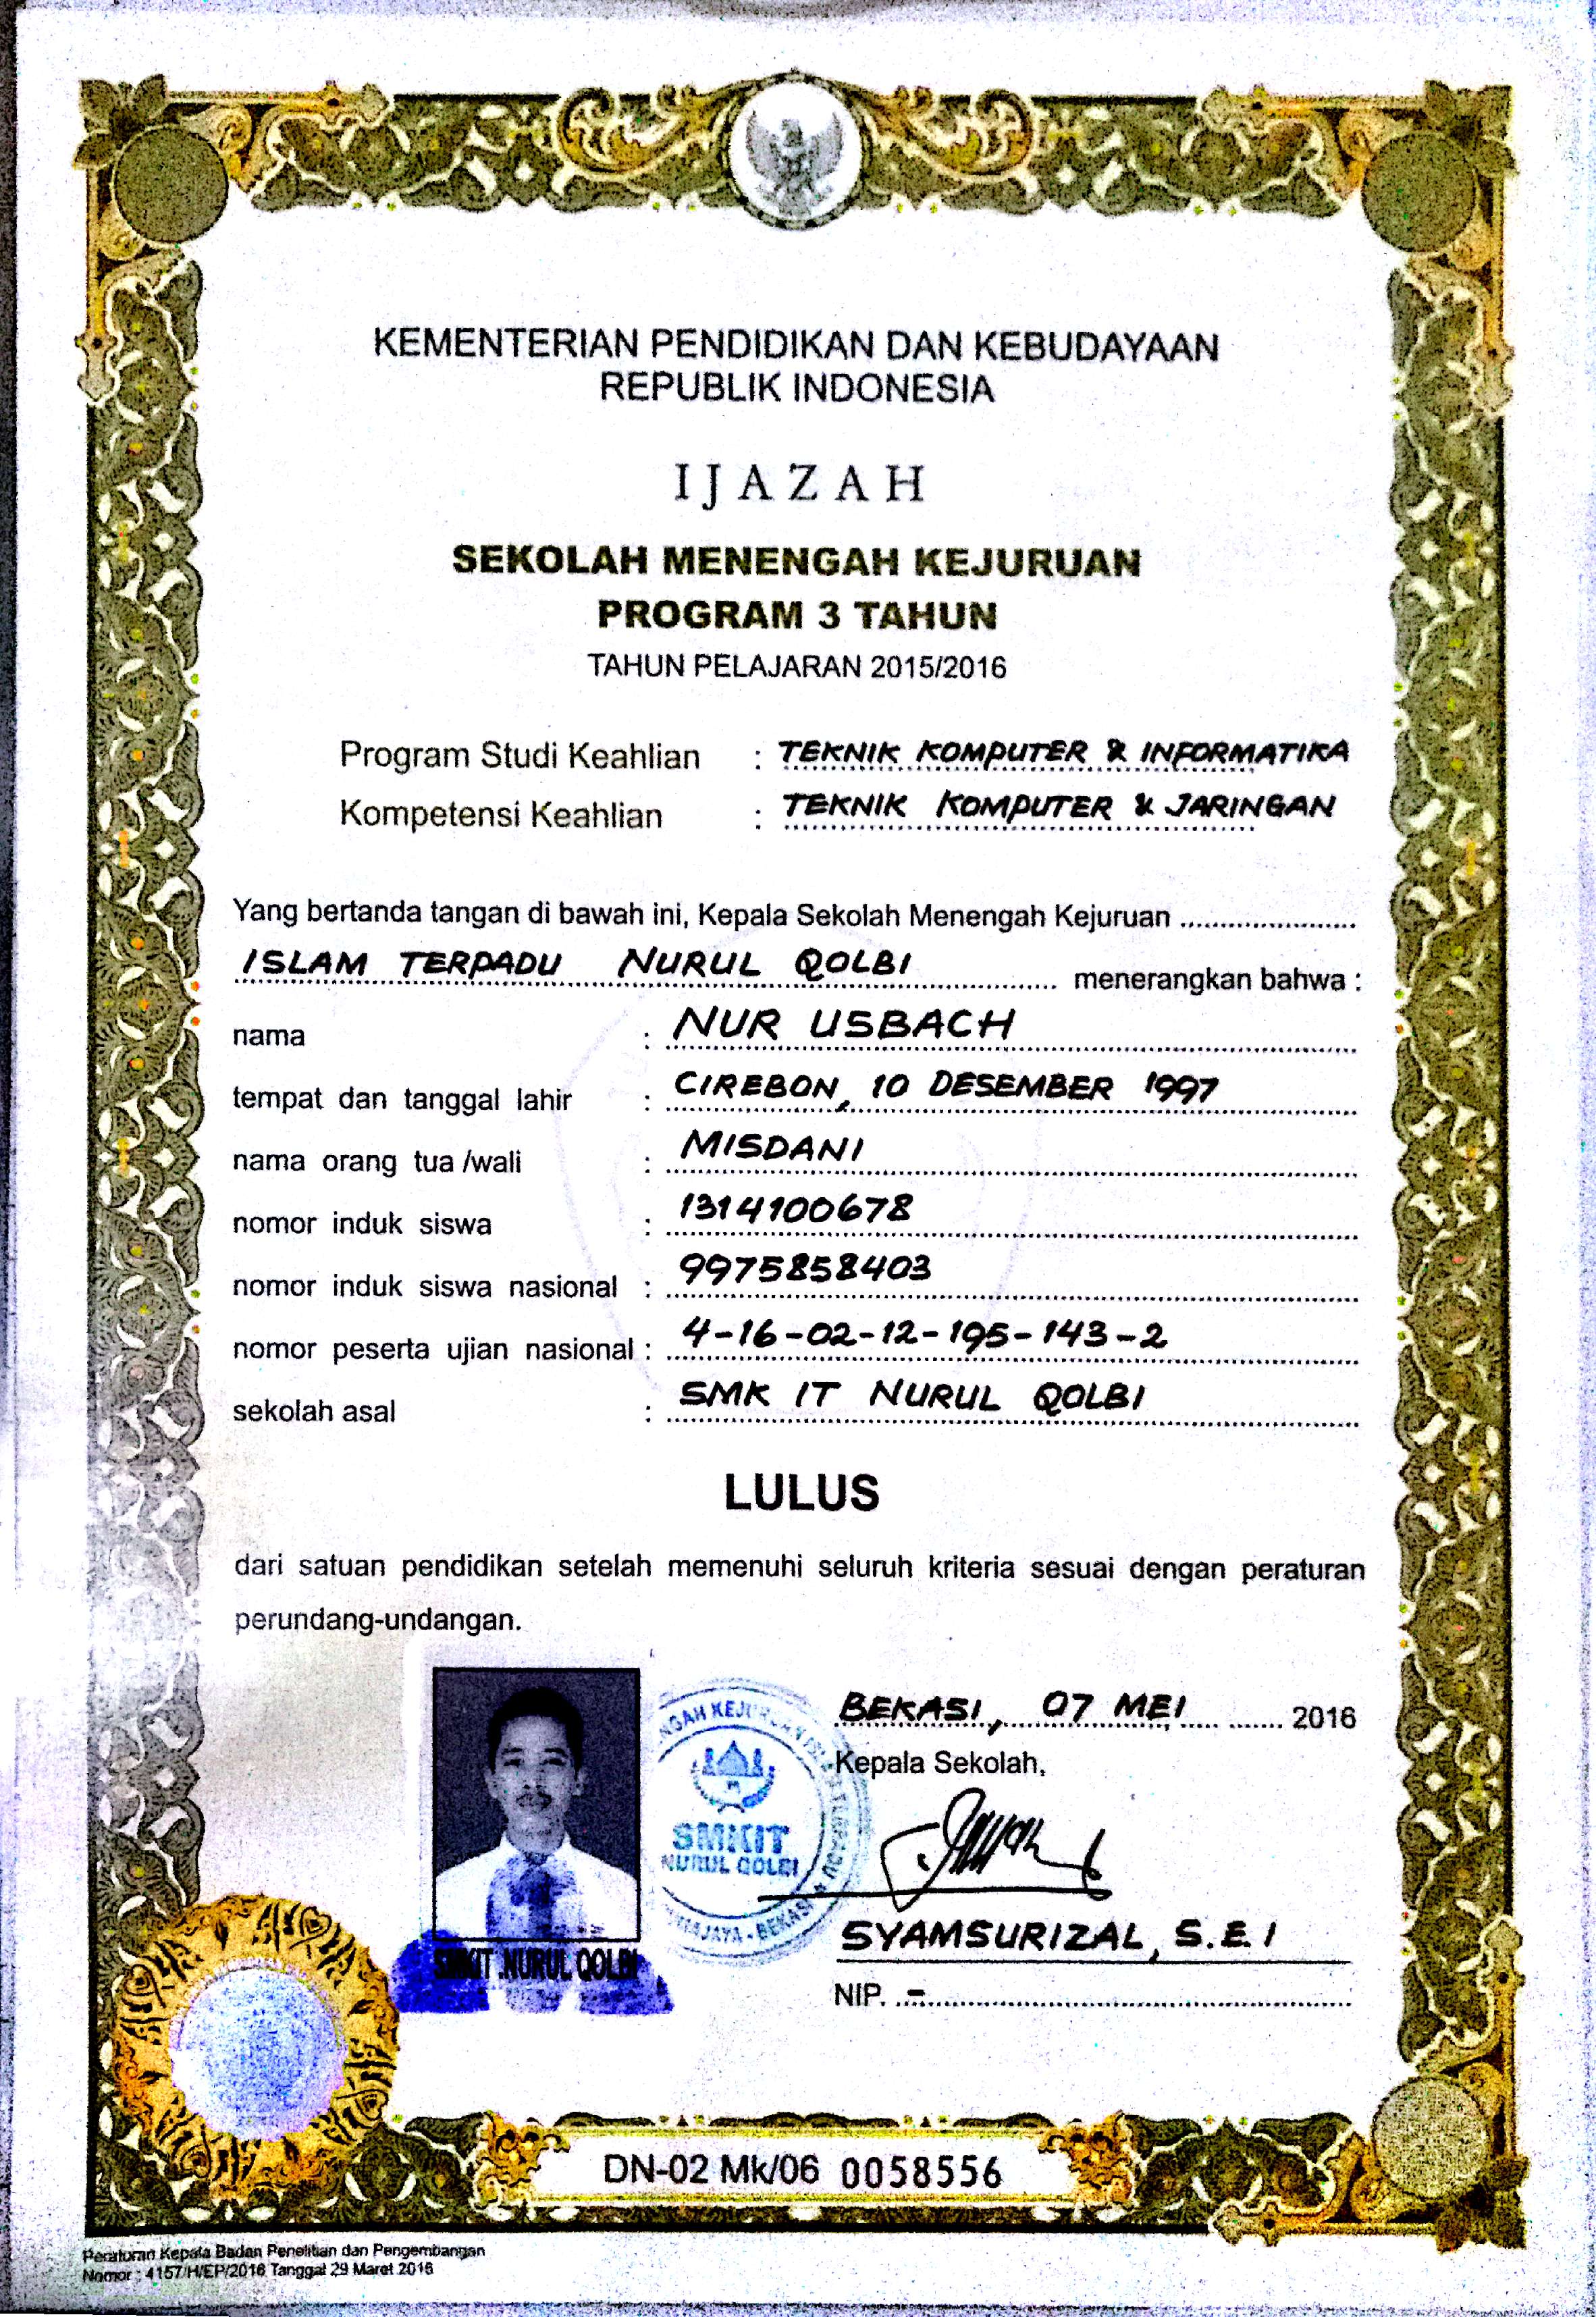 KEMENTERIAN PENDIDIKAN DAN KEBUDAYAAN
REPUBLIK INDONESIA
IJAZAH
SEKOLAH MENENGAH KEJURUAN
PROGRAM 3 TAHUN
TAHUN PELAJARAN 2015/2016
Program Studi Keahlian : TEKNIK KOMPUTER & INFORMATIKA
Kompetensi Keahlian : TEKNIK KOMPUTER & JARINGAN
Yang bertanda tangan di bawah ini, Kepala Sekolah Menengah Kejuruan ......................
ISLAM TERPADU NURUL QOLBI menerangkan bahwa :
nama : NUR USBACH
tempat dan tanggal lahir : CIREBON, 10 DESEMBER 1997
nama orang tua /wali : MISDANI
nomor induk siswa : 1314100678
nomor induk siswa nasional : 9975858403
nomor peserta ujian nasional : 4-16-02-12-195-143-2
sekolah asal : SMK IT NURUL QOLBI
LULUS
dari satuan pendidikan setelah memenuhi seluruh kriteria sesuai dengan peraturan
perundang-undangan.
BEKASI, 07 MEI 2016
Kepala Sekolah,
SMKIT
NURUL QOLBI
SYAMSURIZAL, S.E.I
SMKIT NURUL QOLBI
NIP. -
DN-02 Mk/06 0058556
Peraturan Kepala Badan Penelitian dan Pengembangan
Nomor : 4157/H/EP/2016 Tanggal 29 Maret 2016